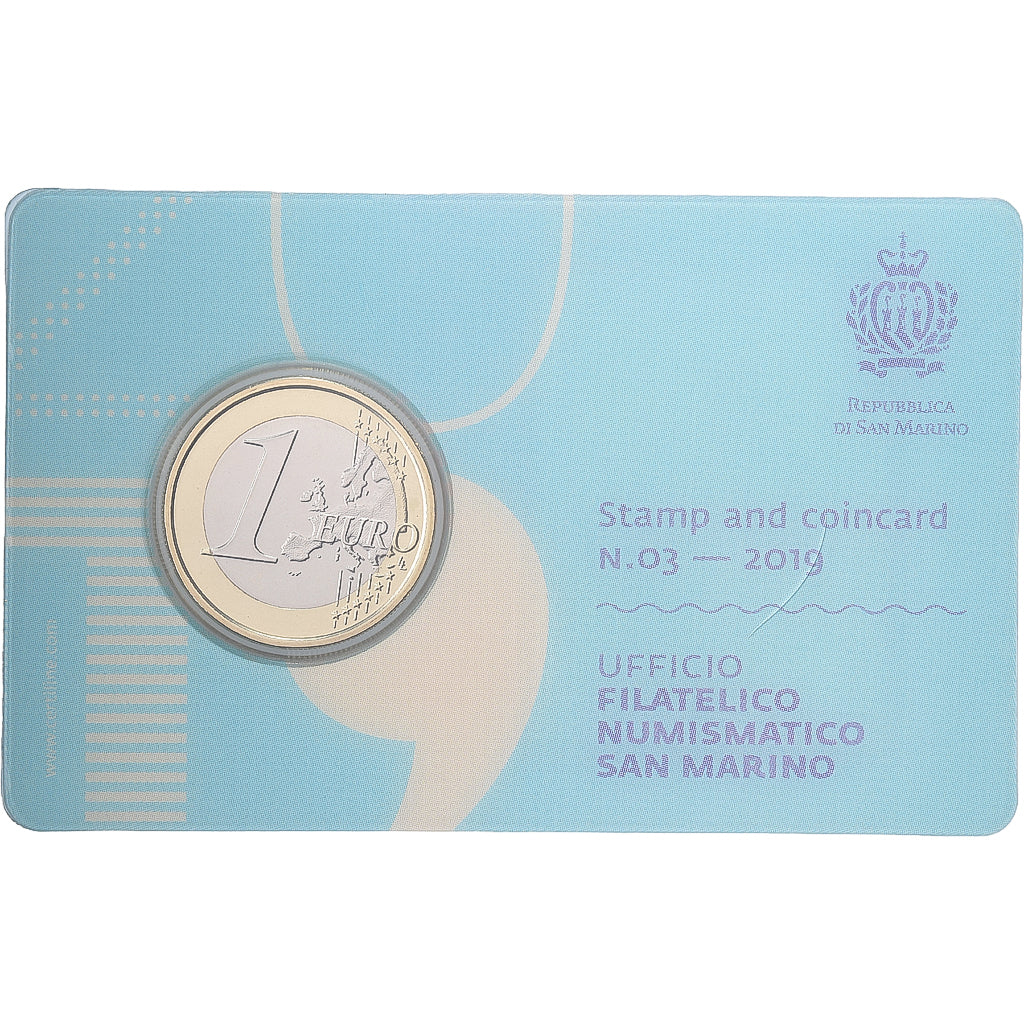 REPUBBLICA
DI SAN MARINO
Stamp and coincard
N.03 — 2019
UFFICIO
FILATELICO
NUMISMATICO
SAN MARINO
1
EURO